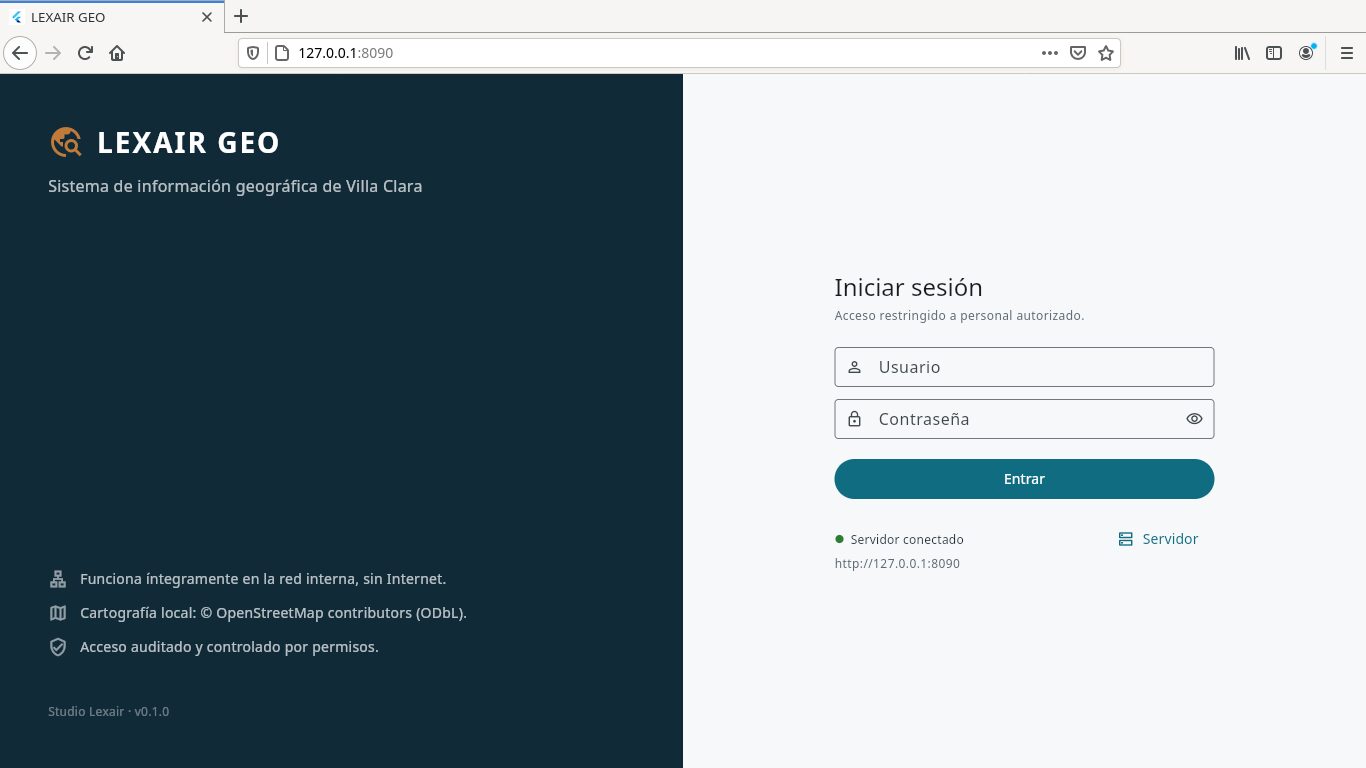 LEXAIR GEO
127.0.0.1:8090
LEXAIR GEO
Sistema de información geográfica de Villa Clara
Funciona íntegramente en la red interna, sin Internet.
Cartografía local: © OpenStreetMap contributors (ODbL).
Acceso auditado y controlado por permisos.
Studio Lexair · v0.1.0
Iniciar sesión
Acceso restringido a personal autorizado.
Usuario
Contraseña
Entrar
Servidor conectado
Servidor
http://127.0.0.1:8090